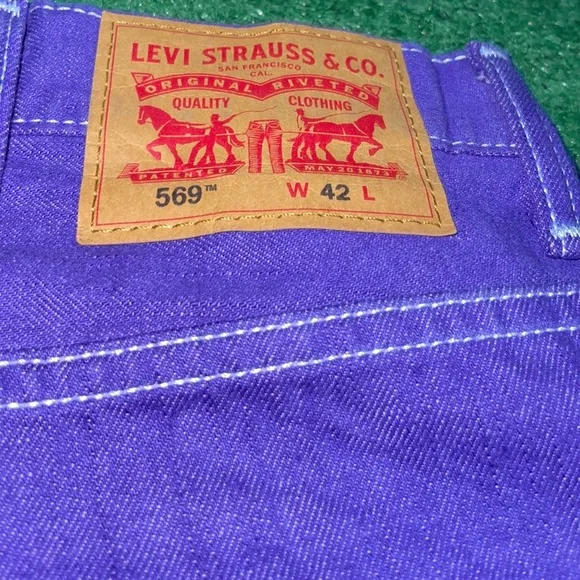 LEVI STRAUSS & CO.
SAN FRANCISCO
CAL.
ORIGINAL RIVETED
QUALITY CLOTHING
PATENTED MAY 20 1873
569™ W 42 L